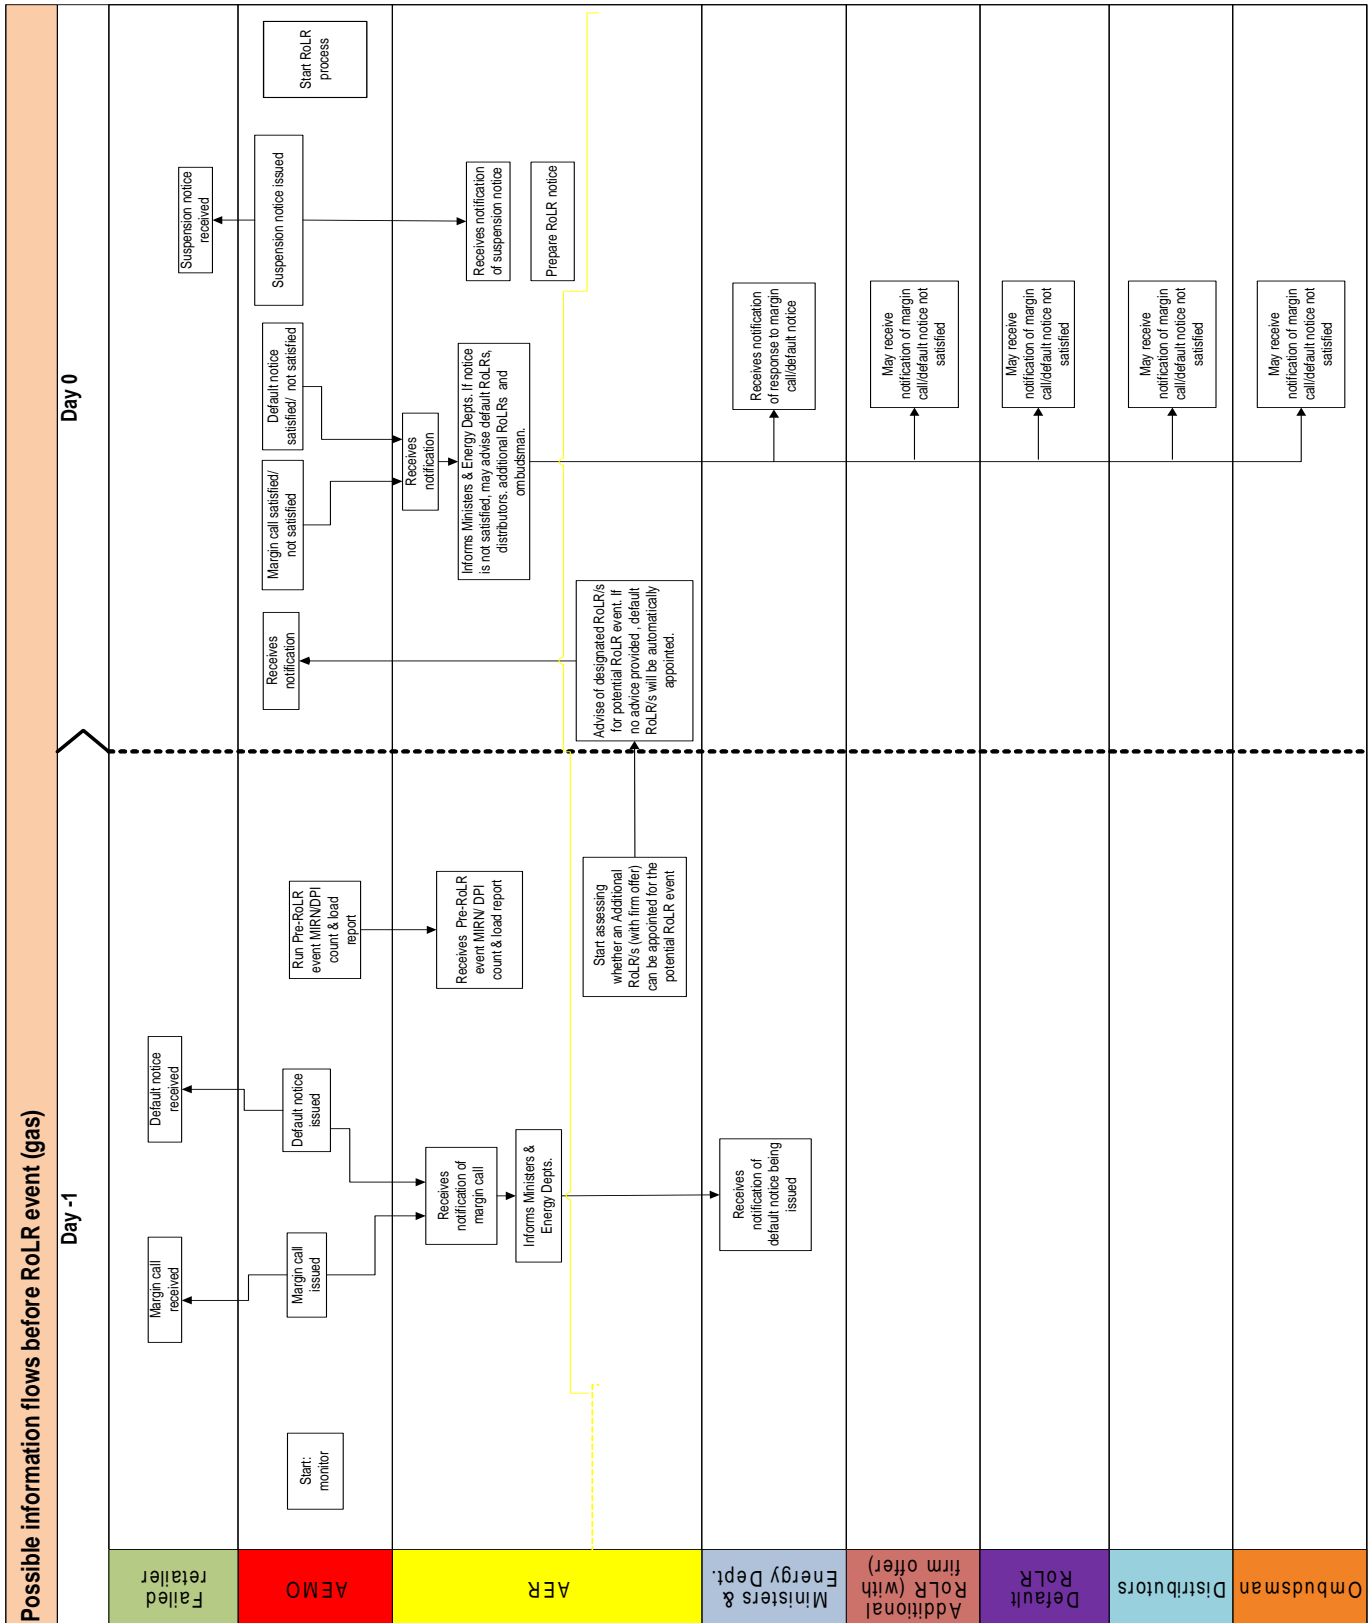 Possible information flows before RoLR event (gas)
Day -1
Day 0
Failed
retailer
Margin call
received
Default notice
received
Suspension notice
received
AEMO
Start:
monitor
Margin call
issued
Default notice
issued
Run Pre-RoLR
event MIRN/DPI
count & load
report
Receives
notification
Margin call satisfied/
not satisfied
Default notice
satisfied/ not satisfied
Suspension notice issued
Start RoLR
process
AER
Receives
notification of
margin call
Informs Ministers &
Energy Depts.
Receives Pre-RoLR
event MIRN/ DPI
count & load report
Start assessing
whether an Additional
RoLR/s (with firm offer)
can be appointed for the
potential RoLR event
Advise of designated RoLR/s
for potential RoLR event. If
no advice provided , default
RoLR/s will be automatically
appointed.
Receives
notification
Informs Ministers & Energy Depts. If notice
is not satisfied, may advise default RoLRs,
distributors. additional RoLRs and
ombudsman.
Receives notification
of suspension notice
Prepare RoLR notice
Ministers &
Energy Dept.
Receives
notification of
default notice being
issued
Receives notification
of response to margin
call/default notice
Additional
RoLR (with
firm offer)
May receive
notification of margin
call/default notice not
satisfied
Default
RoLR
May receive
notification of margin
call/default notice not
satisfied
Distributors
May receive
notification of margin
call/default notice not
satisfied
Ombudsman
May receive
notification of margin
call/default notice not
satisfied